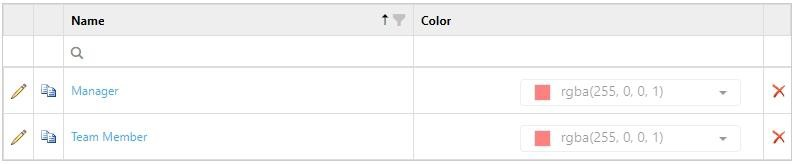 Name Color
Manager rgba(255, 0, 0, 1)
Team Member rgba(255, 0, 0, 1)